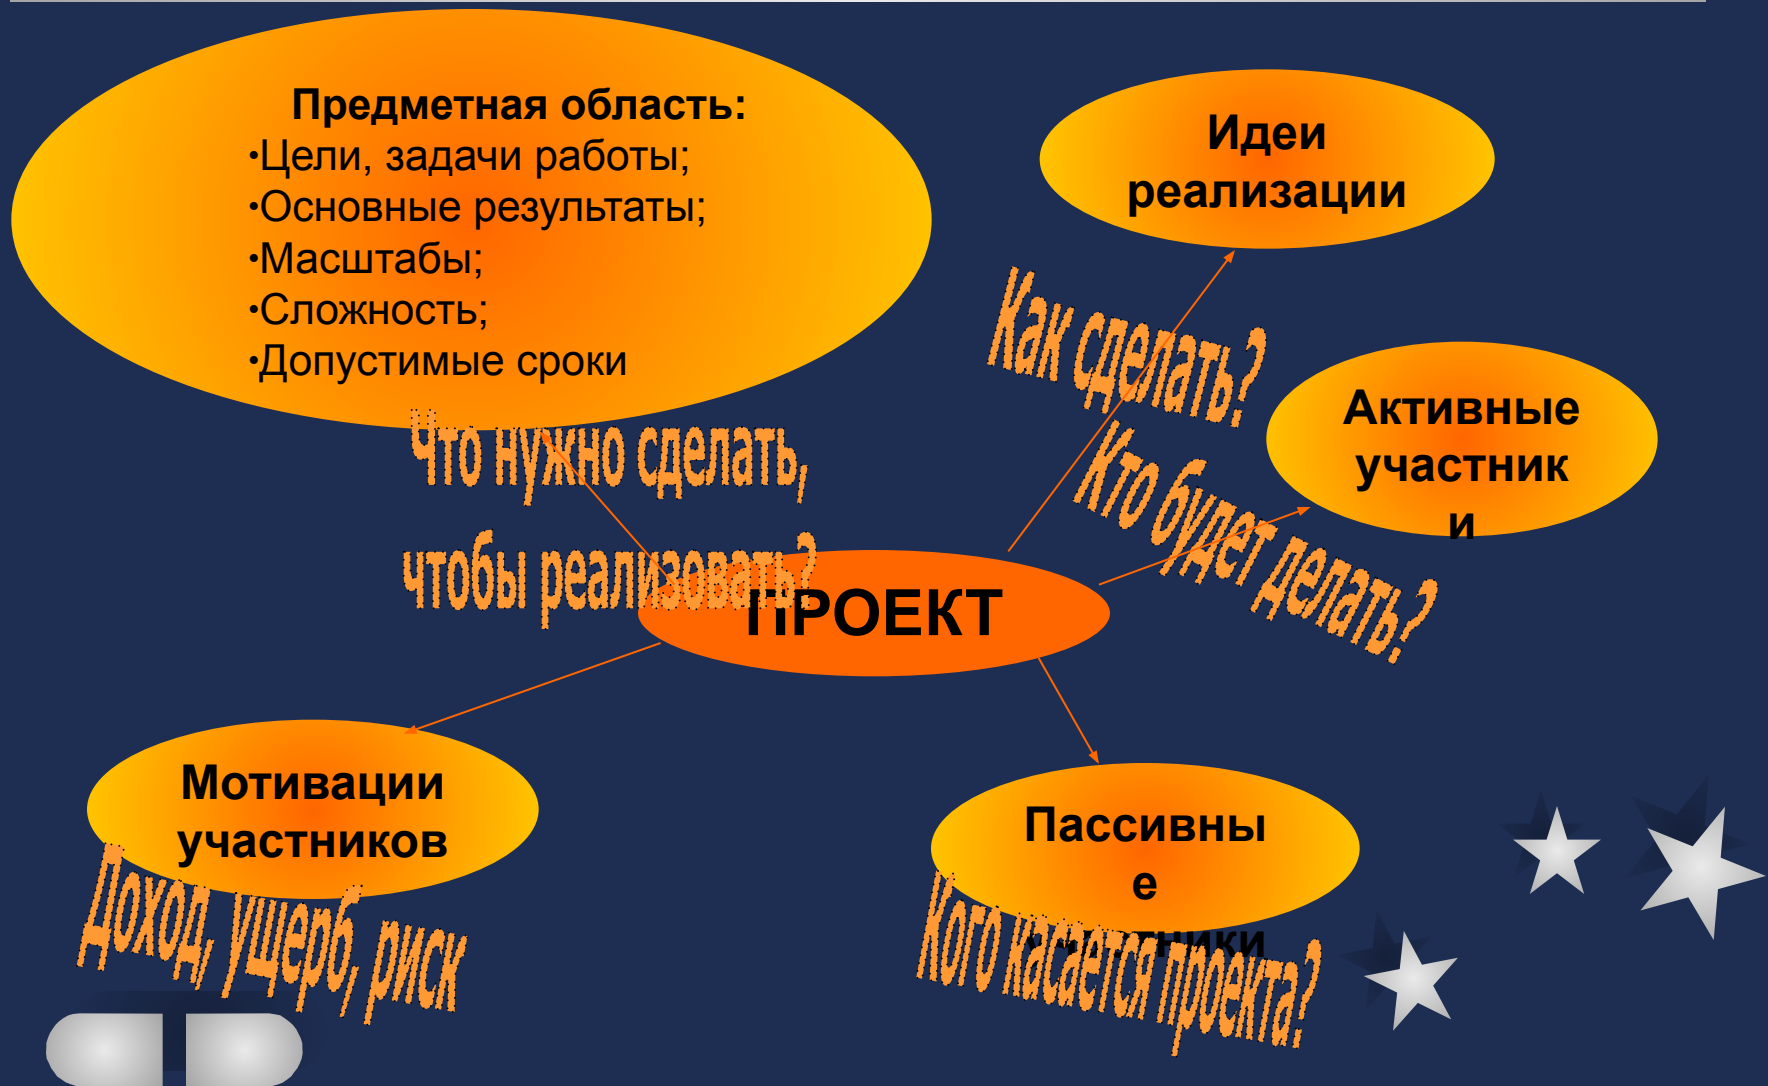 Предметная область:
•Цели, задачи работы;
•Основные результаты;
•Масштабы;
•Сложность;
•Допустимые сроки
Идеи
реализации
Как сделать?
Активные
участник
и
Кто будет делать?
Что нужно сделать,
чтобы реализовать?
ПРОЕКТ
Мотивации
участников
Доход, ущерб, риск
Пассивны
е
участники
Кого касается проекта?